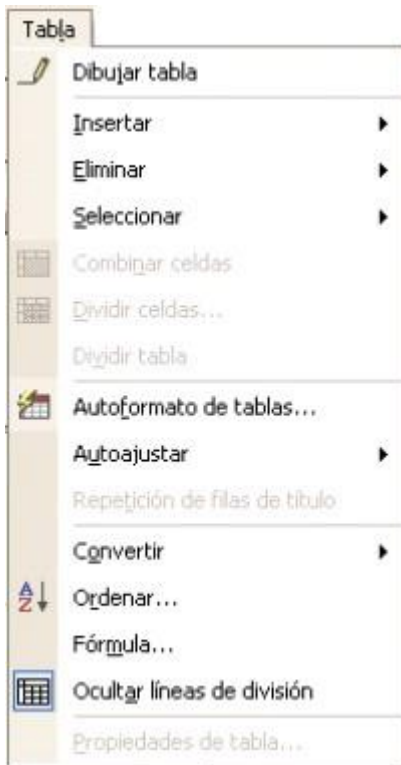 Tabla
Dibujar tabla
Insertar
Eliminar
Seleccionar
Combinar celdas
Dividir celdas...
Dividir tabla
Autoformato de tablas...
Autoajustar
Repetición de filas de título
Convertir
Ordenar...
Fórmula...
Ocultar líneas de división
Propiedades de tabla...